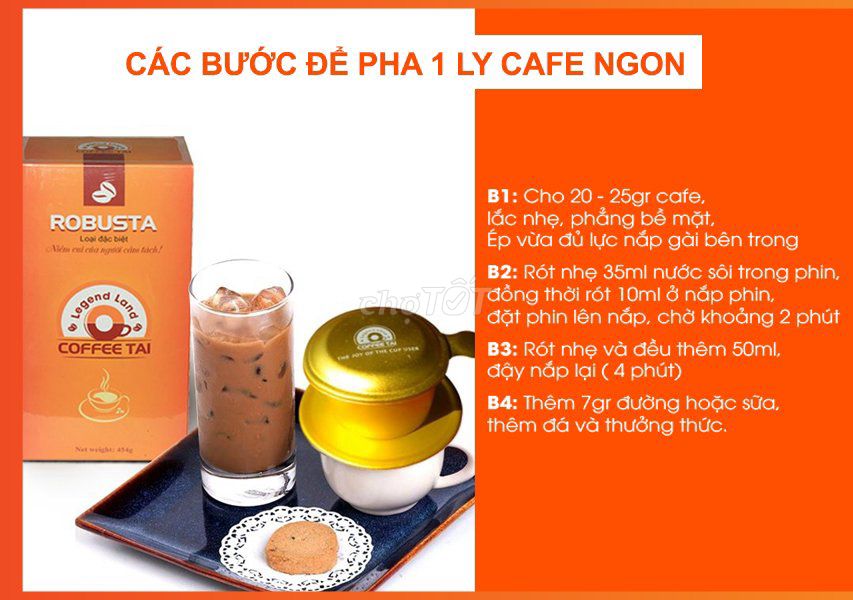 CÁC BƯỚC ĐỂ PHA 1 LY CAFE NGON
ROBUSTA
Loại đặc biệt
Niềm vui của người cầm tách!
Legend Land
COFFEE TAI
Net weight: 454g
COFFEE TAI
THE JOY OF THE CUP USER
chợTỐT
B1: Cho 20 - 25gr cafe,
lắc nhẹ, phẳng bề mặt,
Ép vừa đủ lực nắp gài bên trong
B2: Rót nhẹ 35ml nước sôi trong phin,
đồng thời rót 10ml ở nắp phin,
đặt phin lên nắp, chờ khoảng 2 phút
B3: Rót nhẹ và đều thêm 50ml,
đậy nắp lại ( 4 phút)
B4: Thêm 7gr đường hoặc sữa,
thêm đá và thưởng thức.